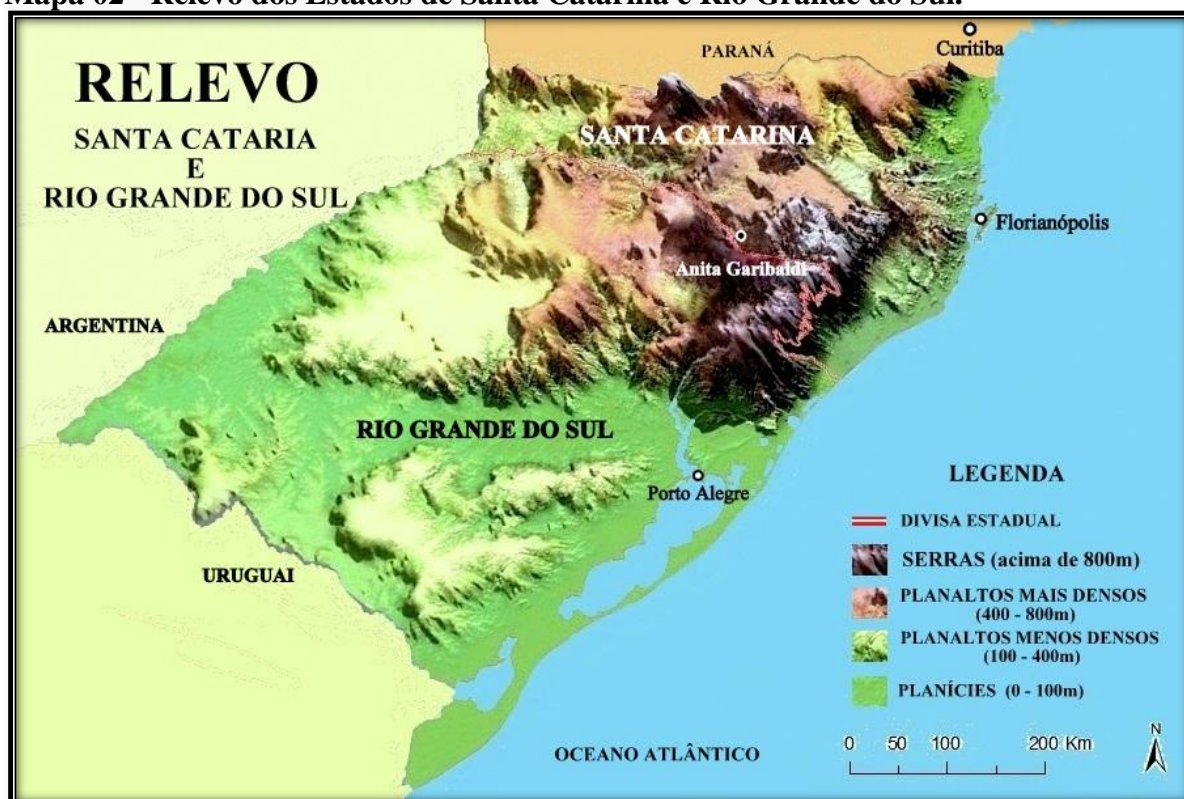 Mapa 02 - Relevo dos Estados de Santa Catarina e Rio Grande do Sul.
RELEVO
SANTA CATARIA
E
RIO GRANDE DO SUL
PARANÁ
Curitiba
SANTA CATARINA
Florianópolis
Anita Garibaldi
ARGENTINA
RIO GRANDE DO SUL
Porto Alegre
URUGUAI
OCEANO ATLÂNTICO
LEGENDA
DIVISA ESTADUAL
SERRAS (acima de 800m)
PLANALTOS MAIS DENSOS
(400 - 800m)
PLANALTOS MENOS DENSOS
(100 - 400m)
PLANÍCIES (0 - 100m)
0 50 100 200 Km
N